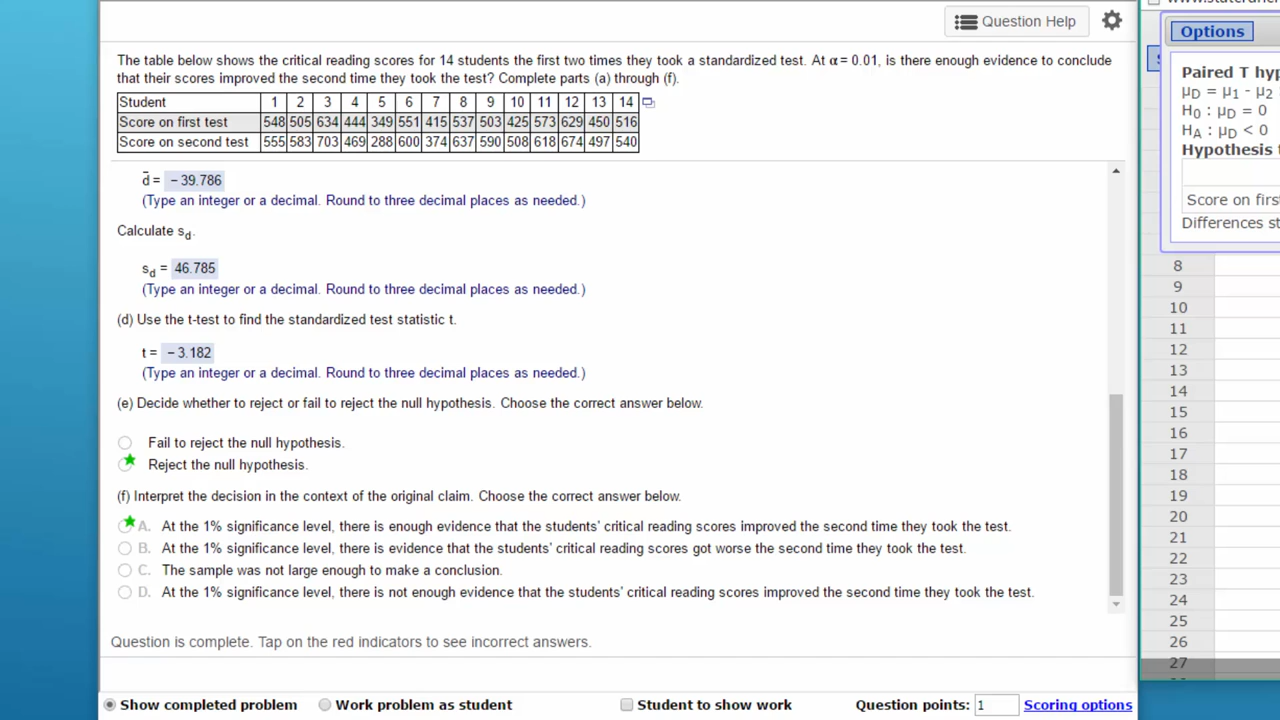 Question Help
The table below shows the critical reading scores for 14 students the first two times they took a standardized test. At α = 0.01, is there enough evidence to conclude
that their scores improved the second time they took the test? Complete parts (a) through (f).
Student 1 2 3 4 5 6 7 8 9 10 11 12 13 14
Score on first test 548 505 634 444 349 551 415 537 503 425 573 629 450 516
Score on second test 555 583 703 469 288 600 374 637 590 508 618 674 497 540
d̅ = − 39.786
(Type an integer or a decimal. Round to three decimal places as needed.)
Calculate sd.
sd = 46.785
(Type an integer or a decimal. Round to three decimal places as needed.)
(d) Use the t-test to find the standardized test statistic t.
t = − 3.182
(Type an integer or a decimal. Round to three decimal places as needed.)
(e) Decide whether to reject or fail to reject the null hypothesis. Choose the correct answer below.
Fail to reject the null hypothesis.
Reject the null hypothesis.
(f) Interpret the decision in the context of the original claim. Choose the correct answer below.
A. At the 1% significance level, there is enough evidence that the students' critical reading scores improved the second time they took the test.
B. At the 1% significance level, there is evidence that the students' critical reading scores got worse the second time they took the test.
C. The sample was not large enough to make a conclusion.
D. At the 1% significance level, there is not enough evidence that the students' critical reading scores improved the second time they took the test.
Question is complete. Tap on the red indicators to see incorrect answers.
Show completed problem Work problem as student Student to show work Question points: 1 Scoring options
Options
Paired T hyp
μD = μ1 - μ2
H0 : μD = 0
HA : μD < 0
Hypothesis t
Score on firs
Differences st
8
9
10
11
12
13
14
15
16
17
18
19
20
21
22
23
24
25
26
27